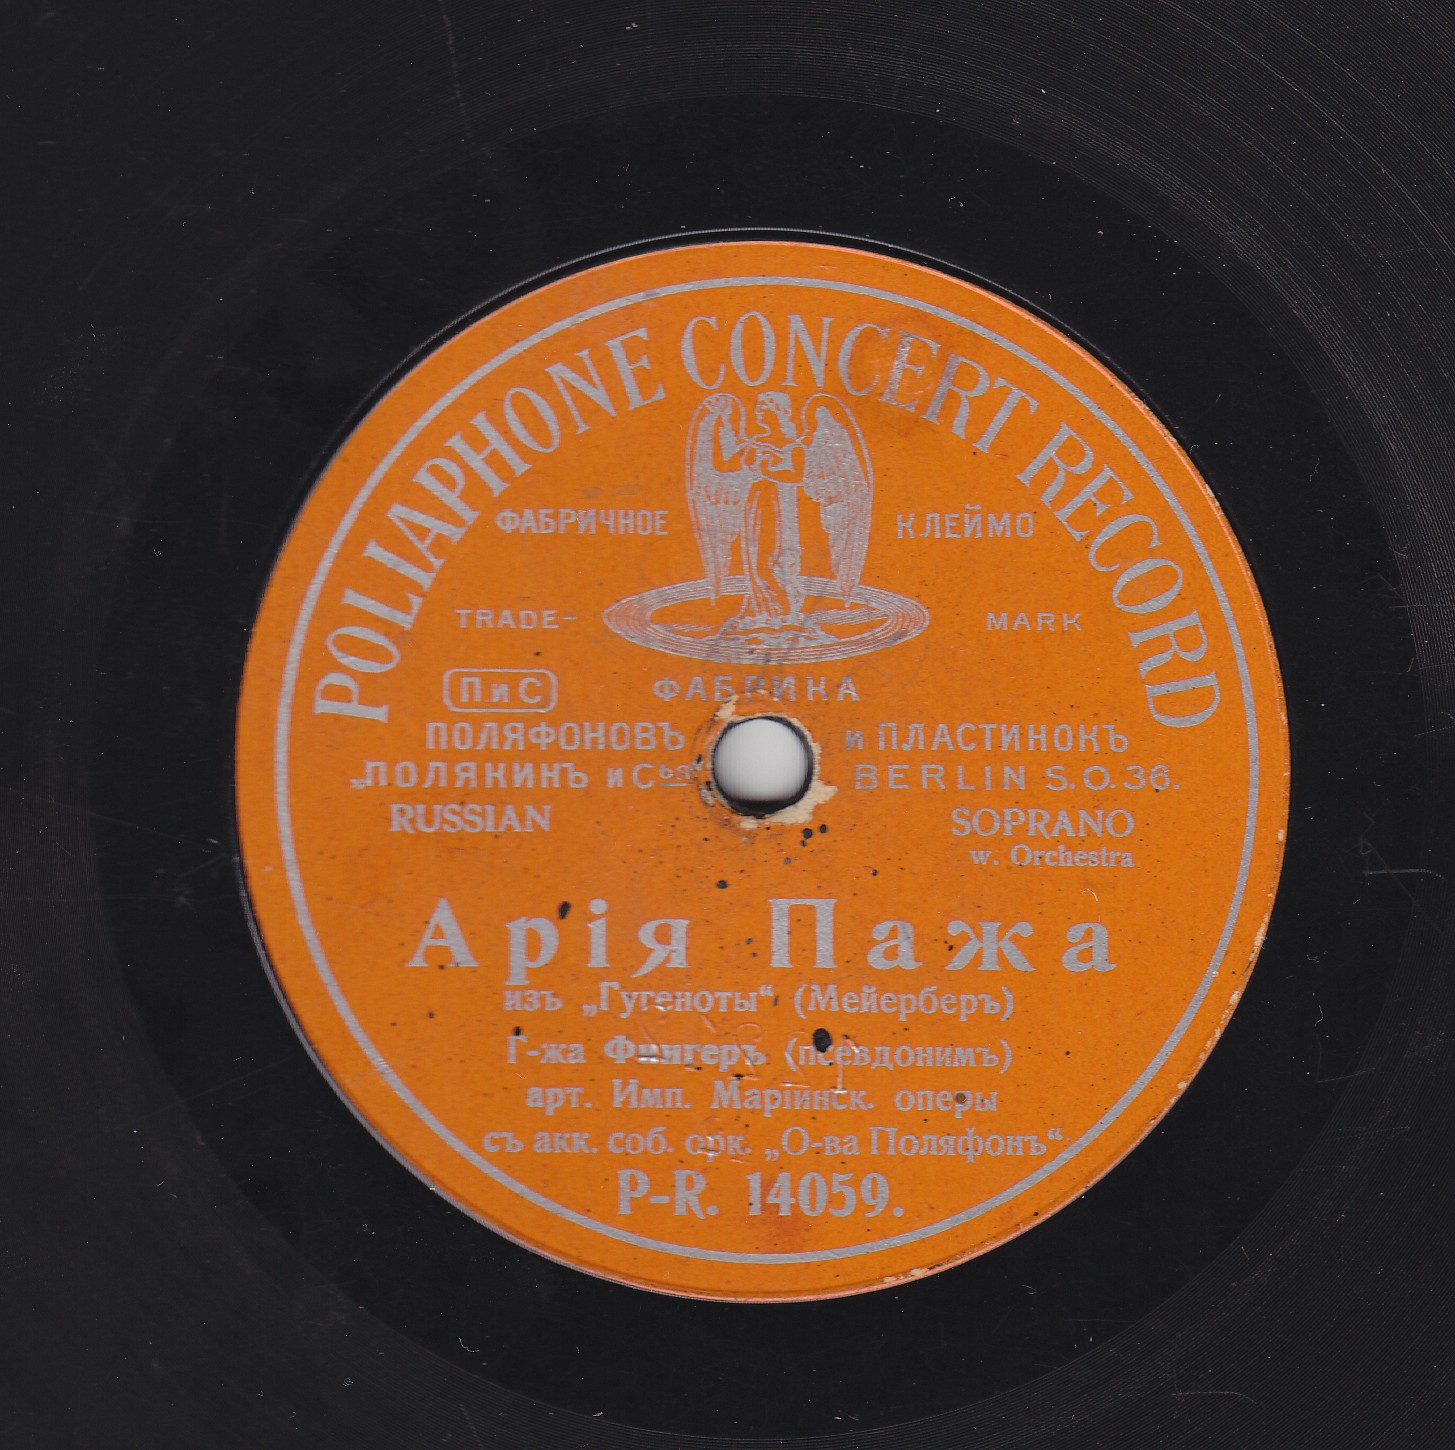 POLIAPHONE CONCERT RECORD
ФАБРИЧНОЕ КЛЕЙМО
TRADE- MARK
ПиС ФАБРИКА
ПОЛЯФОНОВЪ и ПЛАСТИНОКЪ
„ПОЛЯКИНЪ и Сья“ BERLIN S.O.36.
RUSSIAN SOPRANO
w. Orchestra
Арія Пажа
изъ „Гугеноты“ (Мейерберъ)
Г-жа Фингеръ (псевдонимъ)
арт. Имп. Маріинск. оперы
съ акк. соб. орк. „О-ва Поляфонъ“
P-R. 14059.